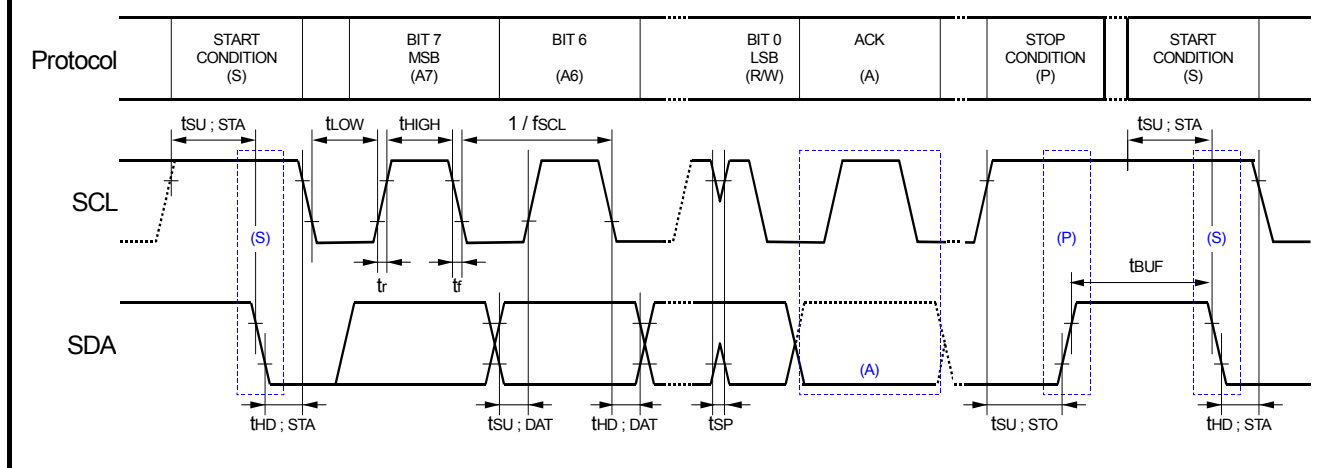 Protocol
START CONDITION (S)
BIT 7 MSB (A7)
BIT 6 (A6)
BIT 0 LSB (R/W)
ACK (A)
STOP CONDITION (P)
START CONDITION (S)
tSU ; STA
tLOW
tHIGH
1 / fSCL
tSU ; STA
SCL
(S)
(P)
(S)
tr
tf
tBUF
SDA
(A)
tHD ; STA
tSU ; DAT
tHD ; DAT
tSP
tSU ; STO
tHD ; STA